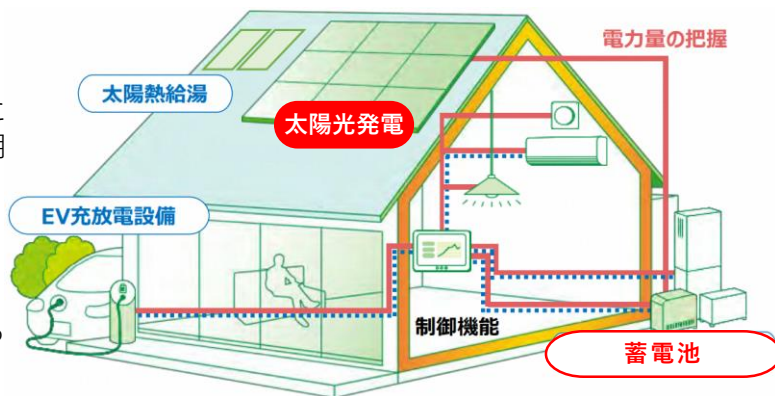 電力量の把握
太陽熱給湯
太陽光発電
EV充放電設備
制御機能
蓄電池